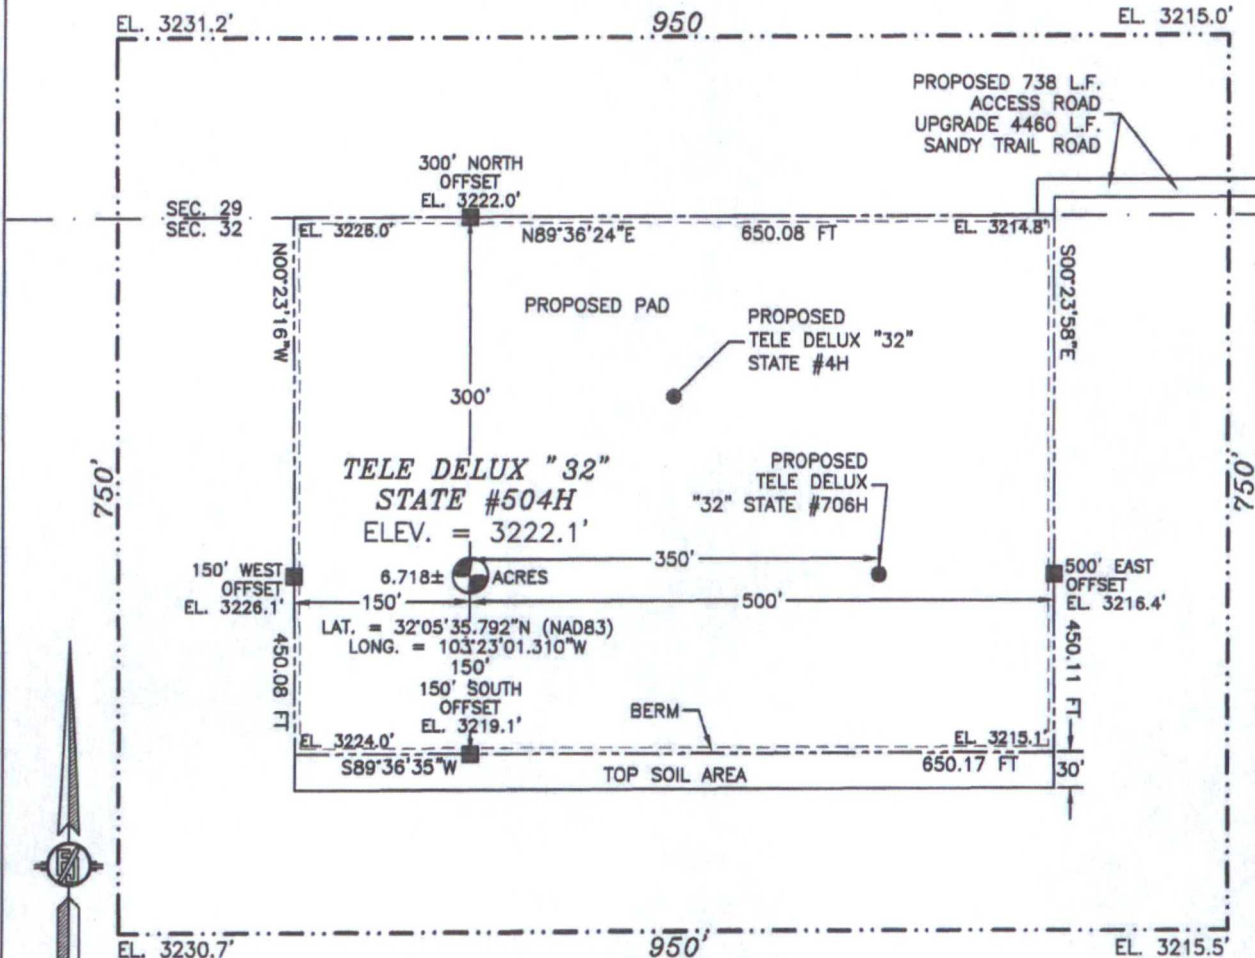 EL. 3231.2'
950
EL. 3215.0'
PROPOSED 738 L.F.
ACCESS ROAD
UPGRADE 4460 L.F.
SANDY TRAIL ROAD
300' NORTH
OFFSET
EL. 3222.0'
SEC. 29
SEC. 32
EL. 3226.0'
N89°36'24"E
650.08 FT
EL. 3214.8'
N00°23'16"W
S00°23'58"E
PROPOSED PAD
PROPOSED
TELE DELUX "32"
STATE #4H
300'
TELE DELUX "32"
STATE #504H
ELEV. = 3222.1'
PROPOSED
TELE DELUX
"32" STATE #706H
750'
750'
350'
150' WEST
OFFSET
EL. 3226.1'
6.718± ACRES
150'
500'
500' EAST
OFFSET
EL. 3216.4'
LAT. = 32°05'35.792"N (NAD83)
LONG. = 103°23'01.310"W
150'
150' SOUTH
OFFSET
EL. 3219.1'
450.08 FT
450.11 FT
BERM
EL. 3224.0'
EL. 3215.1'
S89°36'35"W
650.17 FT
TOP SOIL AREA
30'
EL. 3230.7'
950'
EL. 3215.5'